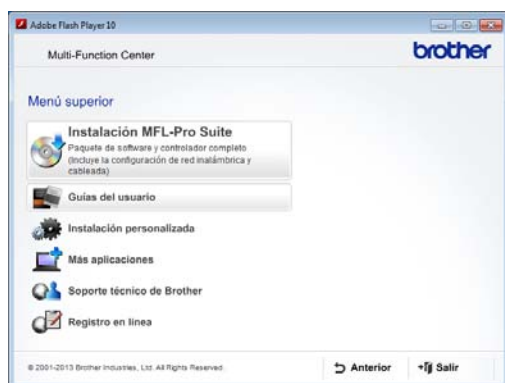 Adobe Flash Player 10
Multi-Function Center
brother
Menú superior
Instalación MFL-Pro Suite
Paquete de software y controlador completo
(Incluye la configuración de red inalámbrica y
cableada)
Guías del usuario
Instalación personalizada
Más aplicaciones
Soporte técnico de Brother
Registro en línea
© 2001-2013 Brother Industries, Ltd. All Rights Reserved.
Anterior
Salir